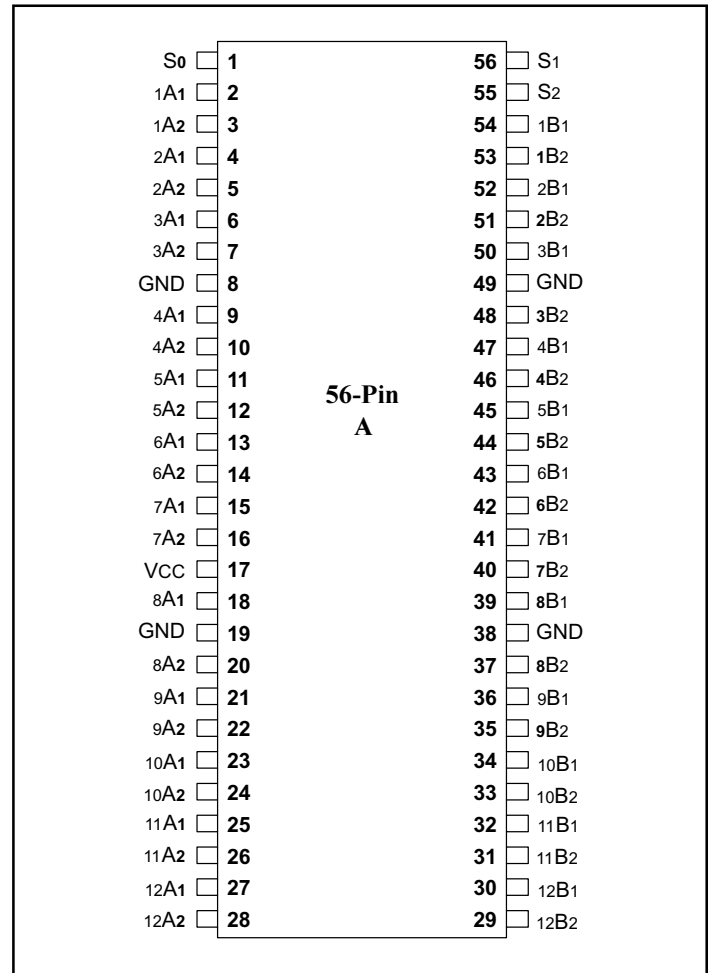 S0 1 56 S1
1A1 2 55 S2
1A2 3 54 1B1
2A1 4 53 1B2
2A2 5 52 2B1
3A1 6 51 2B2
3A2 7 50 3B1
GND 8 49 GND
4A1 9 48 3B2
4A2 10 47 4B1
5A1 11 46 4B2
5A2 12 45 5B1
6A1 13 44 5B2
6A2 14 43 6B1
7A1 15 42 6B2
7A2 16 41 7B1
VCC 17 40 7B2
8A1 18 39 8B1
GND 19 38 GND
8A2 20 37 8B2
9A1 21 36 9B1
9A2 22 35 9B2
10A1 23 34 10B1
10A2 24 33 10B2
11A1 25 32 11B1
11A2 26 31 11B2
12A1 27 30 12B1
12A2 28 29 12B2
56-Pin
A